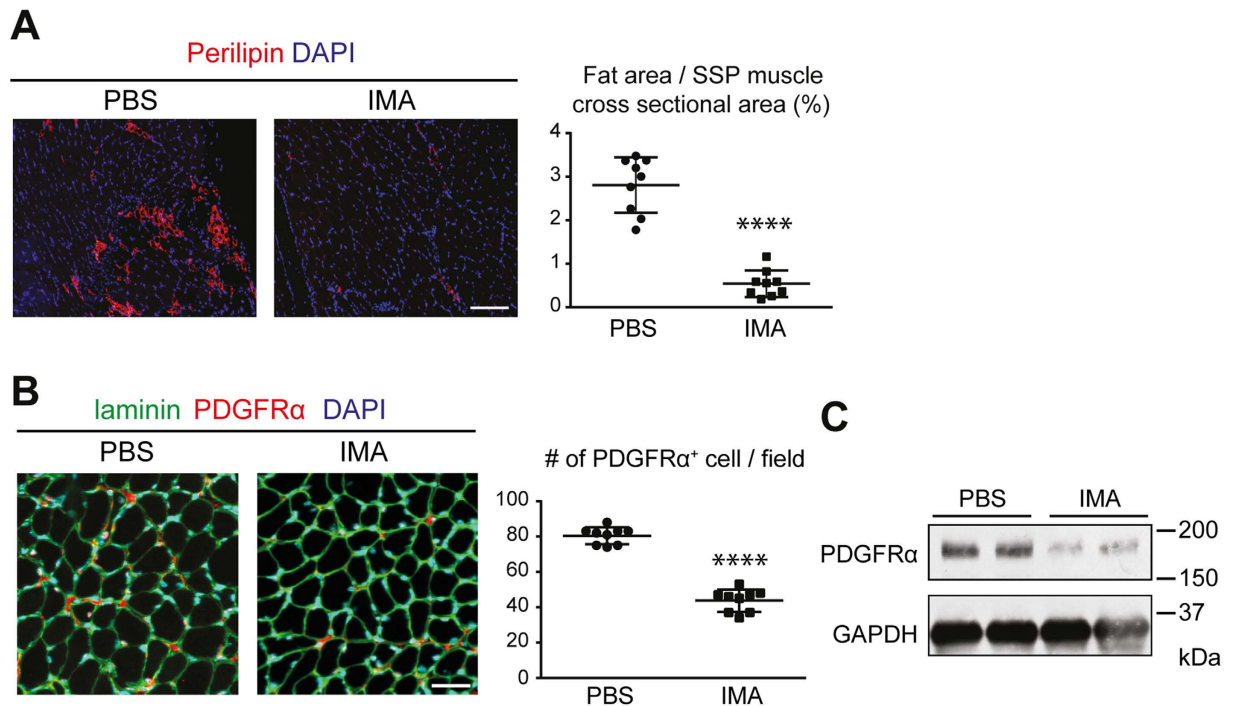 A
Perilipin DAPI
PBS IMA
Fat area / SSP muscle
cross sectional area (%)
4
3
2
1
0
****
PBS IMA
B
laminin PDGFRα DAPI
PBS IMA
# of PDGFRα⁺ cell / field
100
80
60
40
20
0
****
PBS IMA
C
PBS IMA
PDGFRα
200
150
GAPDH
37
kDa